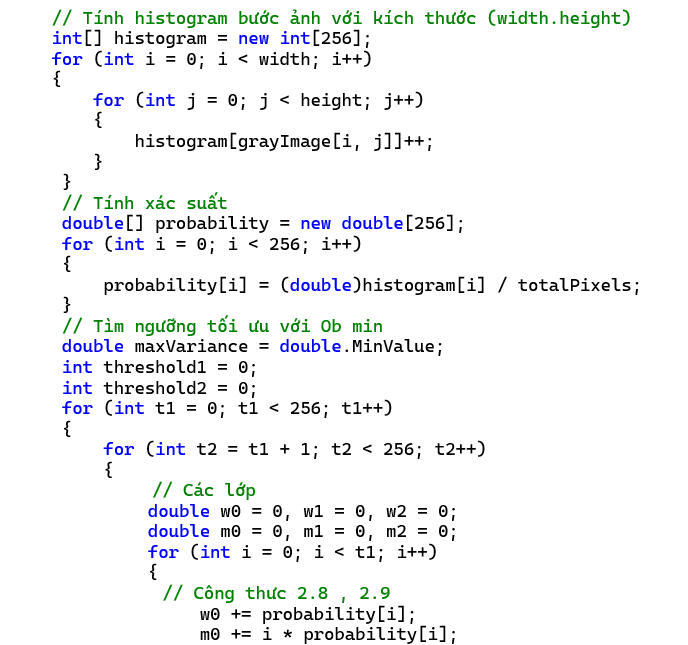 // Tính histogram bước ảnh với kích thước (width.height)
int[] histogram = new int[256];
for (int i = 0; i < width; i++)
{
for (int j = 0; j < height; j++)
{
histogram[grayImage[i, j]]++;
}
}
// Tính xác suất
double[] probability = new double[256];
for (int i = 0; i < 256; i++)
{
probability[i] = (double)histogram[i] / totalPixels;
}
// Tìm ngưỡng tối ưu với Ob min
double maxVariance = double.MinValue;
int threshold1 = 0;
int threshold2 = 0;
for (int t1 = 0; t1 < 256; t1++)
{
for (int t2 = t1 + 1; t2 < 256; t2++)
{
// Các lớp
double w0 = 0, w1 = 0, w2 = 0;
double m0 = 0, m1 = 0, m2 = 0;
for (int i = 0; i < t1; i++)
{
// Công thưc 2.8 , 2.9
w0 += probability[i];
m0 += i * probability[i];